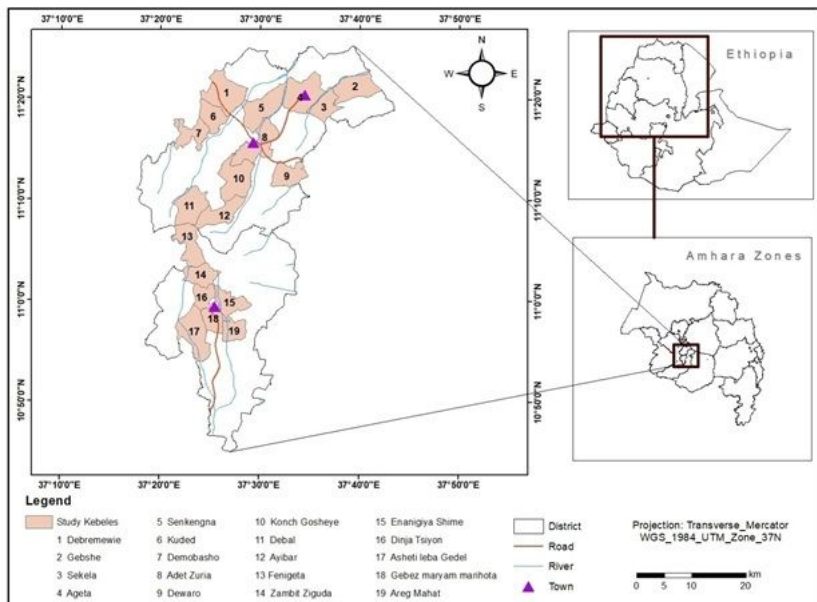 37°10'0"E 37°20'0"E 37°30'0"E 37°40'0"E 37°50'0"E
N
W E
S
11°20'0"N 11°20'0"N
11°10'0"N 11°10'0"N
11°0'0"N 11°0'0"N
10°50'0"N 10°50'0"N
1
2
3
4
5
6
7
8
9
10
11
12
13
14
15
16
17
18
19
37°10'0"E 37°20'0"E 37°30'0"E 37°40'0"E 37°50'0"E
Ethiopia
Amhara Zones
Legend
Study Kebeles
1 Debremewie
2 Gebshe
3 Sekela
4 Ageta
5 Senkengna
6 Kuded
7 Demobasho
8 Adet Zuria
9 Dewaro
10 Konch Gosheye
11 Debal
12 Ayibar
13 Fenigeta
14 Zambit Ziguda
15 Enanigiya Shime
16 Dinja Tsiyon
17 Asheti leba Gedel
18 Gebez maryam marihota
19 Areg Mahat
District
Road
River
Town
Projection: Transverse_Mercator
WGS_1984_UTM_Zone_37N
km
0 5 10 20